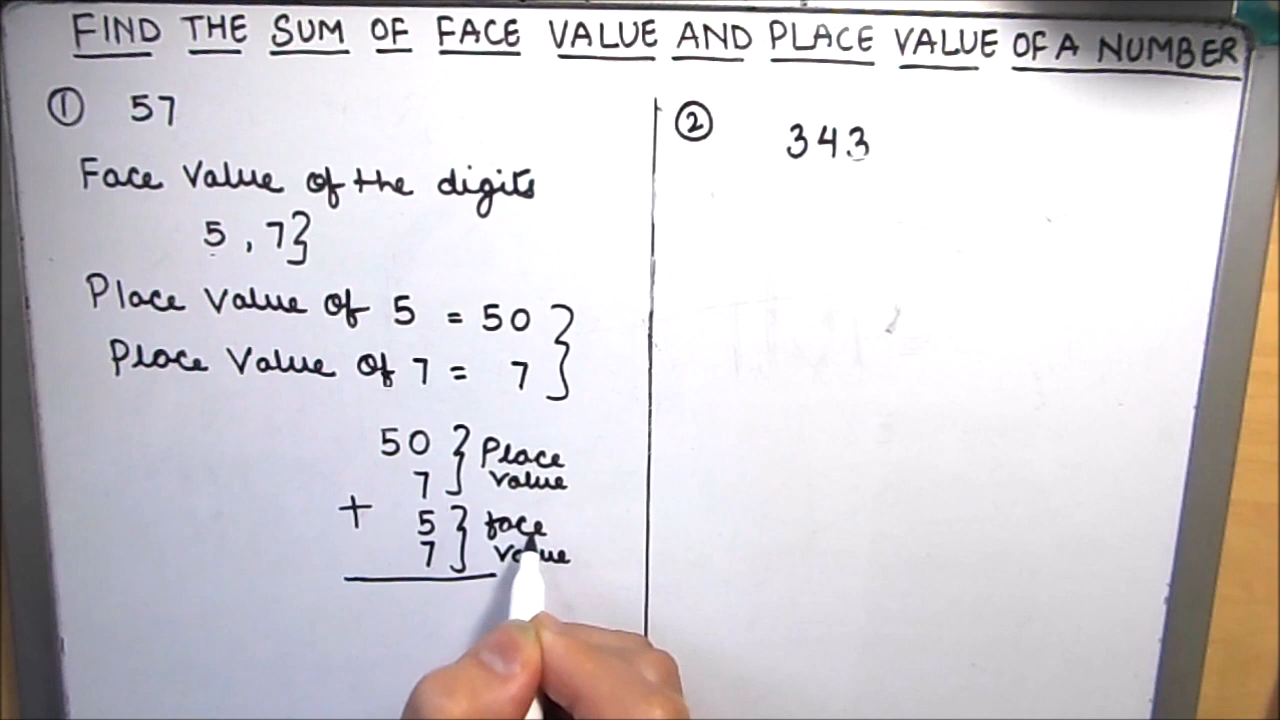 FIND THE SUM OF FACE VALUE AND PLACE VALUE OF A NUMBER
① 57
Face Value of the digits
5 , 7}
Place Value of 5 = 50
Place Value of 7 = 7
50
7
+ 5
7
} Place
value
} face
value
② 343